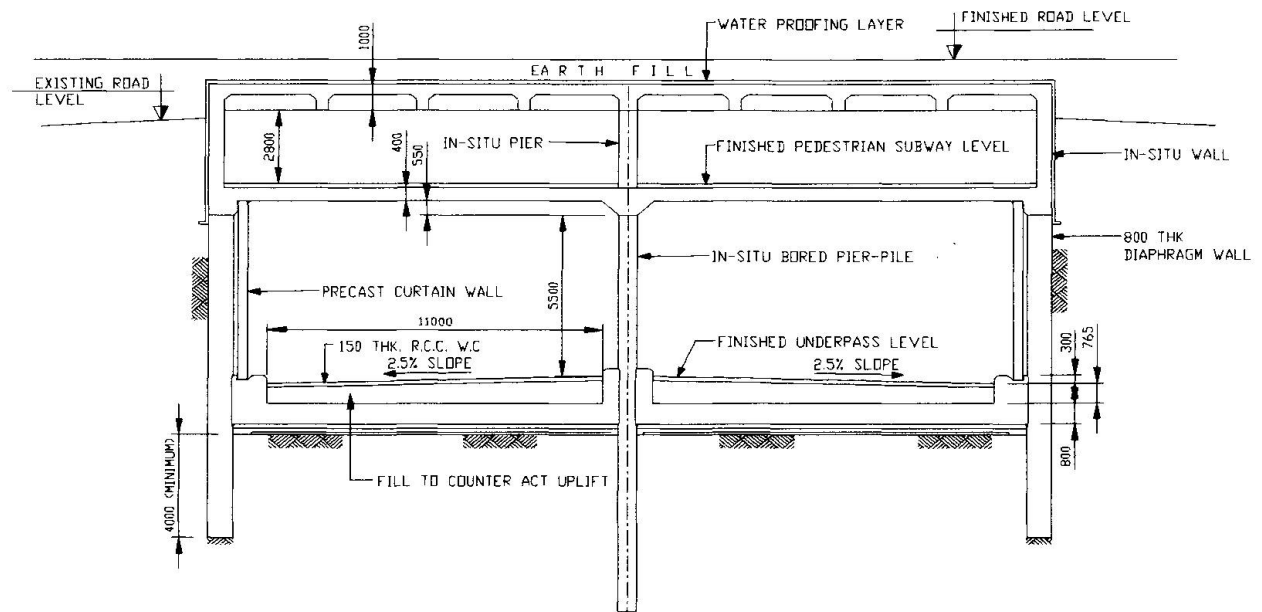 FINISHED ROAD LEVEL
WATER PROOFING LAYER
1000
EARTH FILL
EXISTING ROAD
LEVEL
2800
400
550
IN-SITU PIER
FINISHED PEDESTRIAN SUBWAY LEVEL
IN-SITU WALL
800 THK
DIAPHRAGM WALL
IN-SITU BORED PIER-PILE
PRECAST CURTAIN WALL
5500
11000
150 THK. R.C.C. W.C
2.5% SLOPE
FINISHED UNDERPASS LEVEL
2.5% SLOPE
300
765
800
4000 (MINIMUM)
FILL TO COUNTER ACT UPLIFT